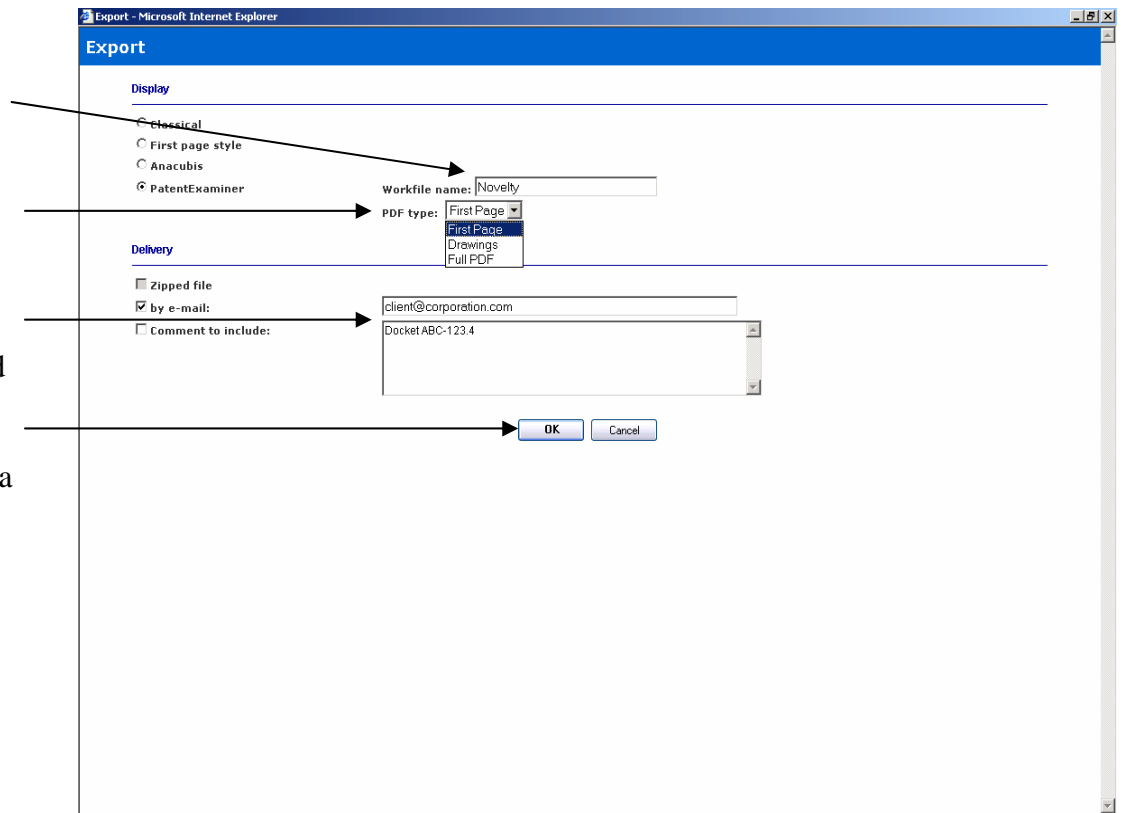 Export - Microsoft Internet Explorer
Export
Display
Classical
First page style
Anacubis
PatentExaminer
Workfile name: Novelty
PDF type: First Page
First Page
Drawings
Full PDF
Delivery
Zipped file
by e-mail: client@corporation.com
Comment to include: Docket ABC-123.4
OK Cancel
a